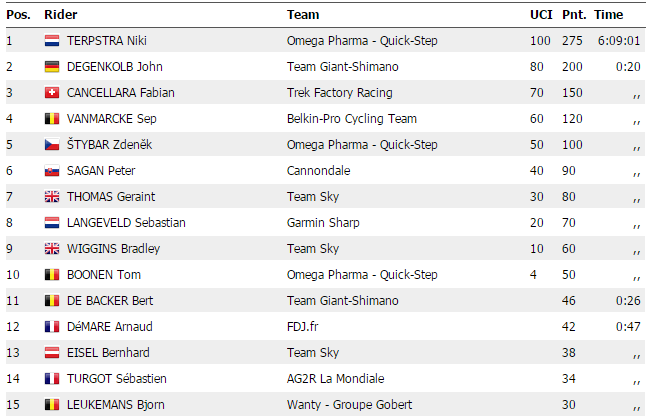 Pos. Rider Team UCI Pnt. Time
1 TERPSTRA Niki Omega Pharma - Quick-Step 100 275 6:09:01
2 DEGENKOLB John Team Giant-Shimano 80 200 0:20
3 CANCELLARA Fabian Trek Factory Racing 70 150 ,,
4 VANMARCKE Sep Belkin-Pro Cycling Team 60 120 ,,
5 ŠTYBAR Zdeněk Omega Pharma - Quick-Step 50 100 ,,
6 SAGAN Peter Cannondale 40 90 ,,
7 THOMAS Geraint Team Sky 30 80 ,,
8 LANGEVELD Sebastian Garmin Sharp 20 70 ,,
9 WIGGINS Bradley Team Sky 10 60 ,,
10 BOONEN Tom Omega Pharma - Quick-Step 4 50 ,,
11 DE BACKER Bert Team Giant-Shimano 46 0:26
12 DéMARE Arnaud FDJ.fr 42 0:47
13 EISEL Bernhard Team Sky 38 ,,
14 TURGOT Sébastien AG2R La Mondiale 34 ,,
15 LEUKEMANS Bjorn Wanty - Groupe Gobert 30 ,,